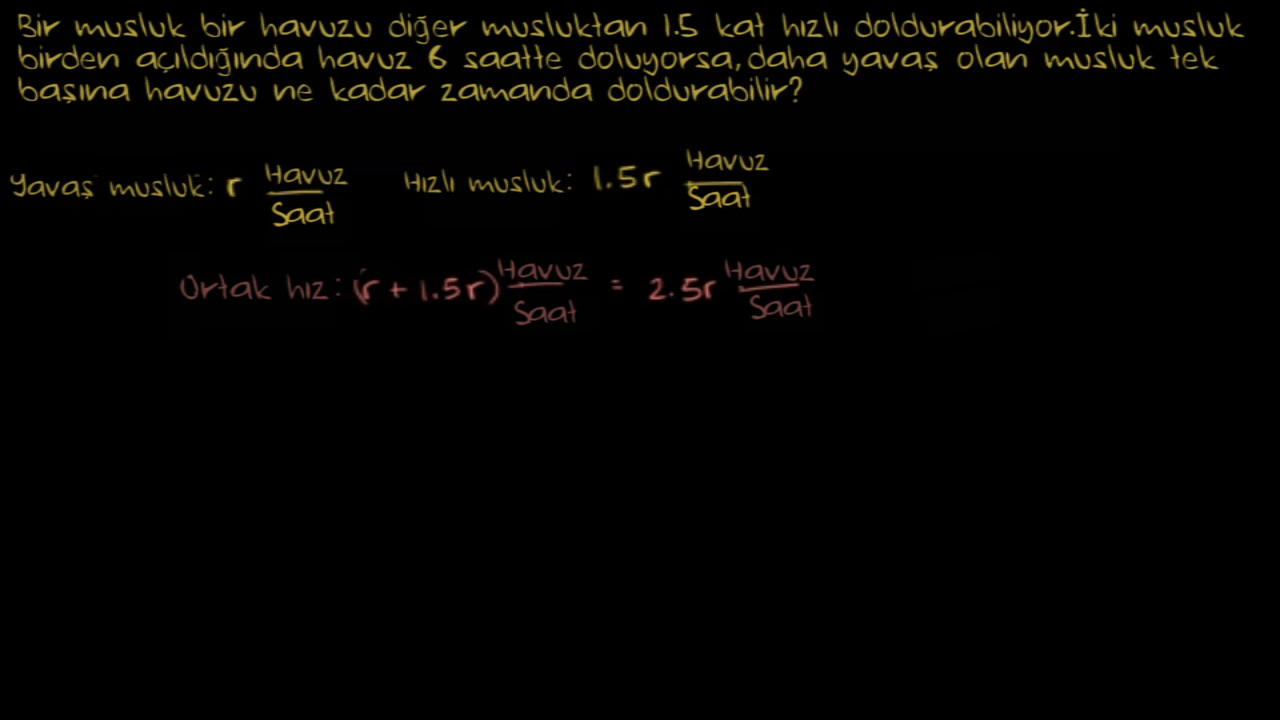 Bir musluk bir havuzu diğer musluktan 1.5 kat hızlı doldurabiliyor.İki musluk
birden açıldığında havuz 6 saatte doluyorsa, daha yavaş olan musluk tek
başına havuzu ne kadar zamanda doldurabilir?
Yavaş musluk: r Havuz/Saat Hızlı musluk: 1.5r Havuz/Saat
Ortak hız: (r + 1.5r) Havuz/Saat = 2.5r Havuz/Saat